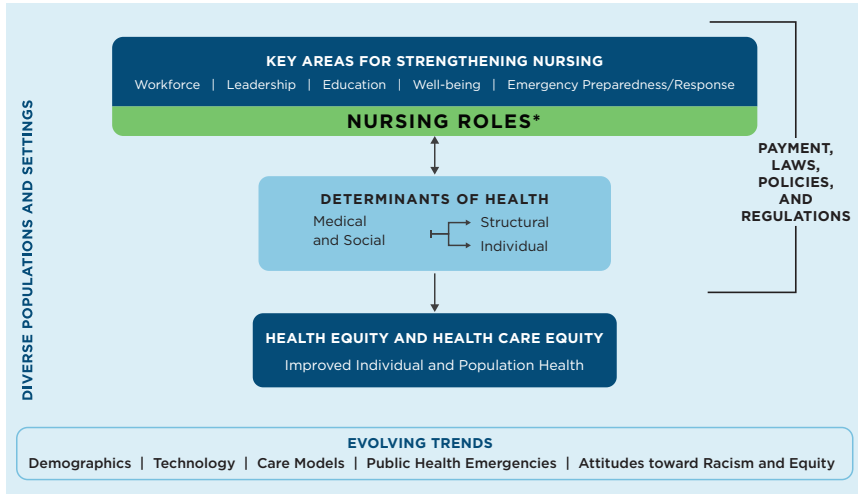 DIVERSE POPULATIONS AND SETTINGS
KEY AREAS FOR STRENGTHENING NURSING
Workforce | Leadership | Education | Well-being | Emergency Preparedness/Response
NURSING ROLES*
DETERMINANTS OF HEALTH
Medical
and Social
Structural
Individual
PAYMENT,
LAWS,
POLICIES,
AND
REGULATIONS
HEALTH EQUITY AND HEALTH CARE EQUITY
Improved Individual and Population Health
EVOLVING TRENDS
Demographics | Technology | Care Models | Public Health Emergencies | Attitudes toward Racism and Equity